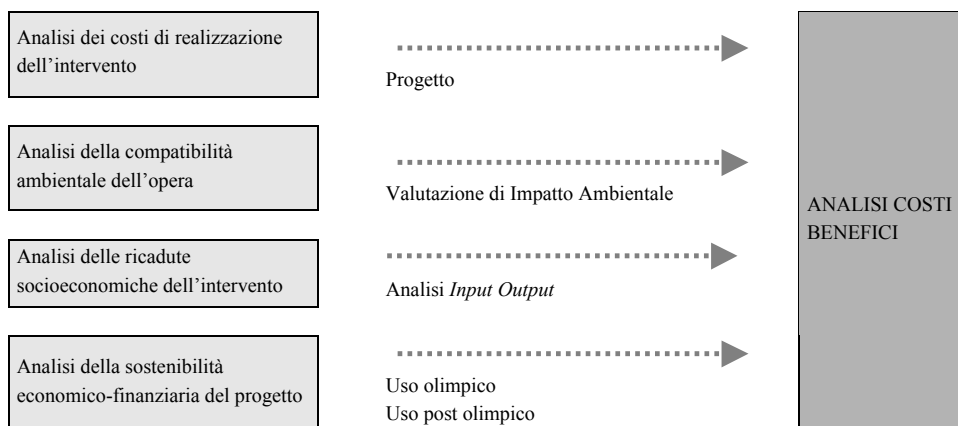 Analisi dei costi di realizzazione
dell’intervento
Progetto
Analisi della compatibilità
ambientale dell’opera
Valutazione di Impatto Ambientale
Analisi delle ricadute
socioeconomiche dell’intervento
Analisi Input Output
Analisi della sostenibilità
economico-finanziaria del progetto
Uso olimpico
Uso post olimpico
ANALISI COSTI
BENEFICI